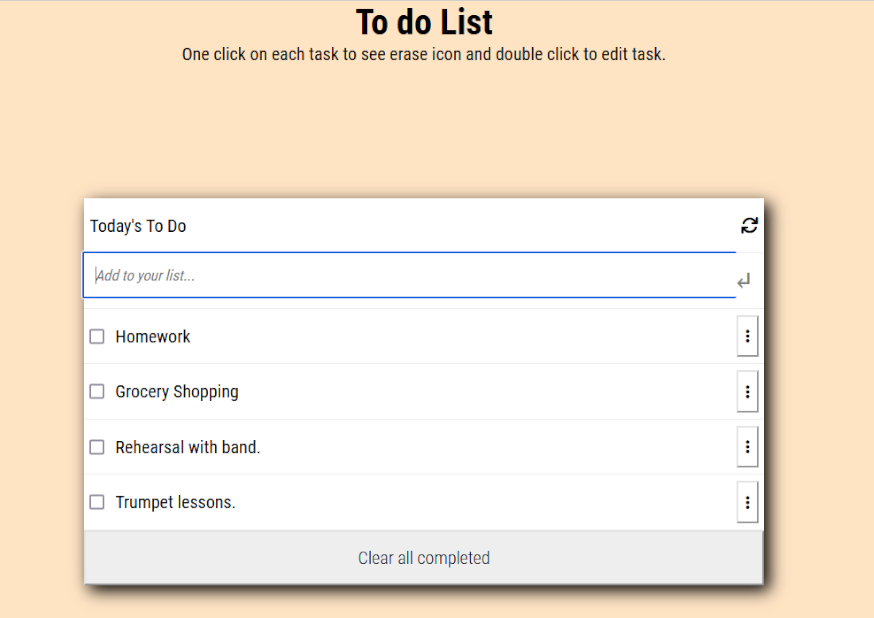 To do List
One click on each task to see erase icon and double click to edit task.
Today's To Do
Add to your list...
Homework
Grocery Shopping
Rehearsal with band.
Trumpet lessons.
Clear all completed